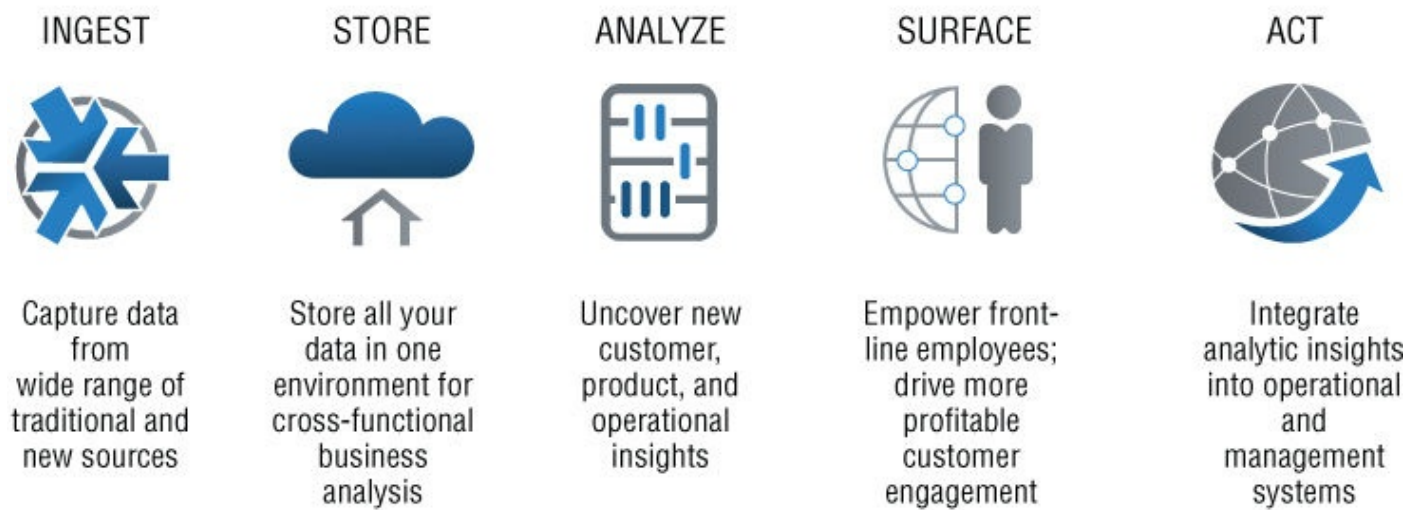 INGEST
STORE
ANALYZE
SURFACE
ACT
Capture data
from
wide range of
traditional and
new sources
Store all your
data in one
environment for
cross-functional
business
analysis
Uncover new
customer,
product, and
operational
insights
Empower front-
line employees;
drive more
profitable
customer
engagement
Integrate
analytic insights
into operational
and
management
systems